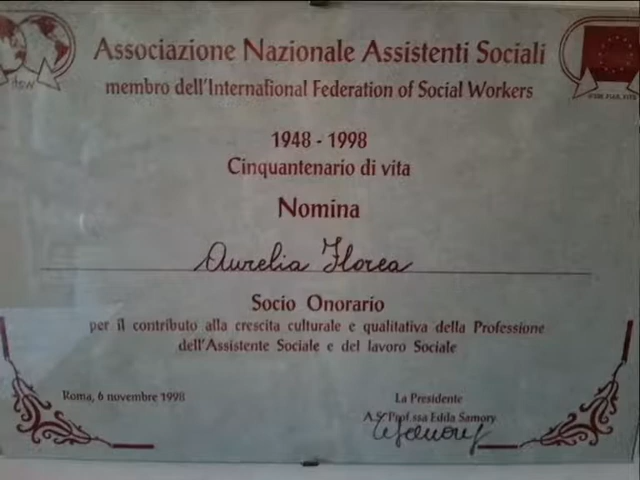 Associazione Nazionale Assistenti Sociali
membro dell'International Federation of Social Workers
1948 - 1998
Cinquantenario di vita
Nomina
Aurelia Florea
Socio Onorario
per il contributo alla crescita culturale e qualitativa della Professione
dell'Assistente Sociale e del lavoro Sociale
Roma, 6 novembre 1998
La Presidente
A.S. Prof.ssa Edda Samory